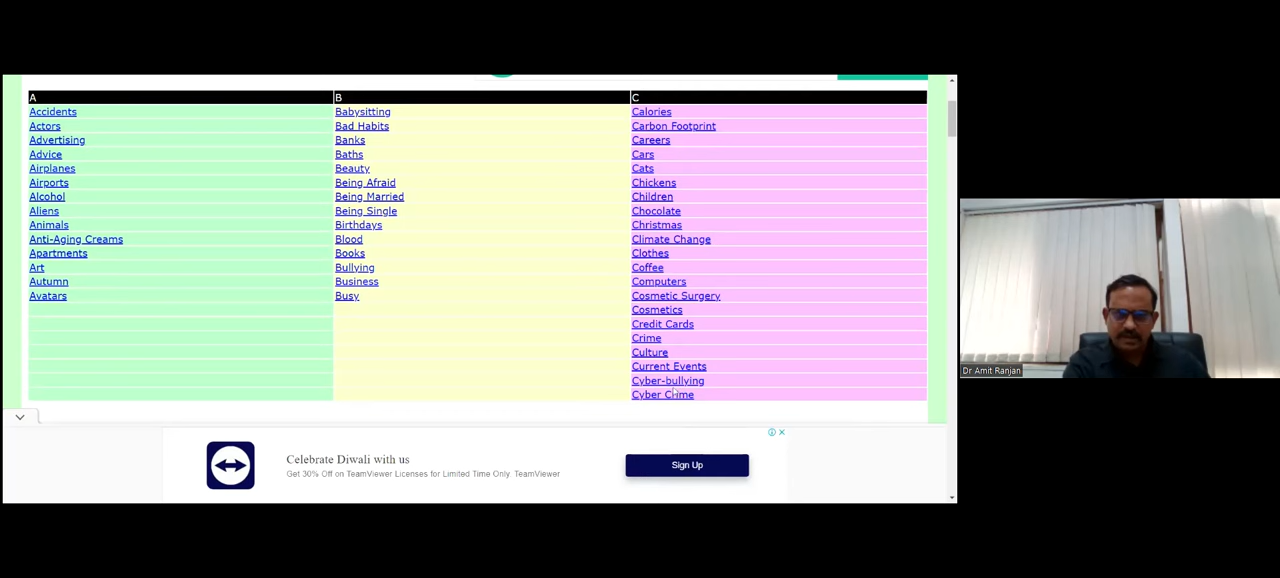 A
Accidents
Actors
Advertising
Advice
Airplanes
Airports
Alcohol
Aliens
Animals
Anti-Aging Creams
Apartments
Art
Autumn
Avatars
B
Babysitting
Bad Habits
Banks
Baths
Beauty
Being Afraid
Being Married
Being Single
Birthdays
Blood
Books
Bullying
Business
Busy
C
Calories
Carbon Footprint
Careers
Cars
Cats
Chickens
Children
Chocolate
Christmas
Climate Change
Clothes
Coffee
Computers
Cosmetic Surgery
Cosmetics
Credit Cards
Crime
Culture
Current Events
Cyber-bullying
Cyber Crime
Celebrate Diwali with us
Get 30% Off on TeamViewer Licenses for Limited Time Only. TeamViewer
Sign Up
Dr Amit Ranjan